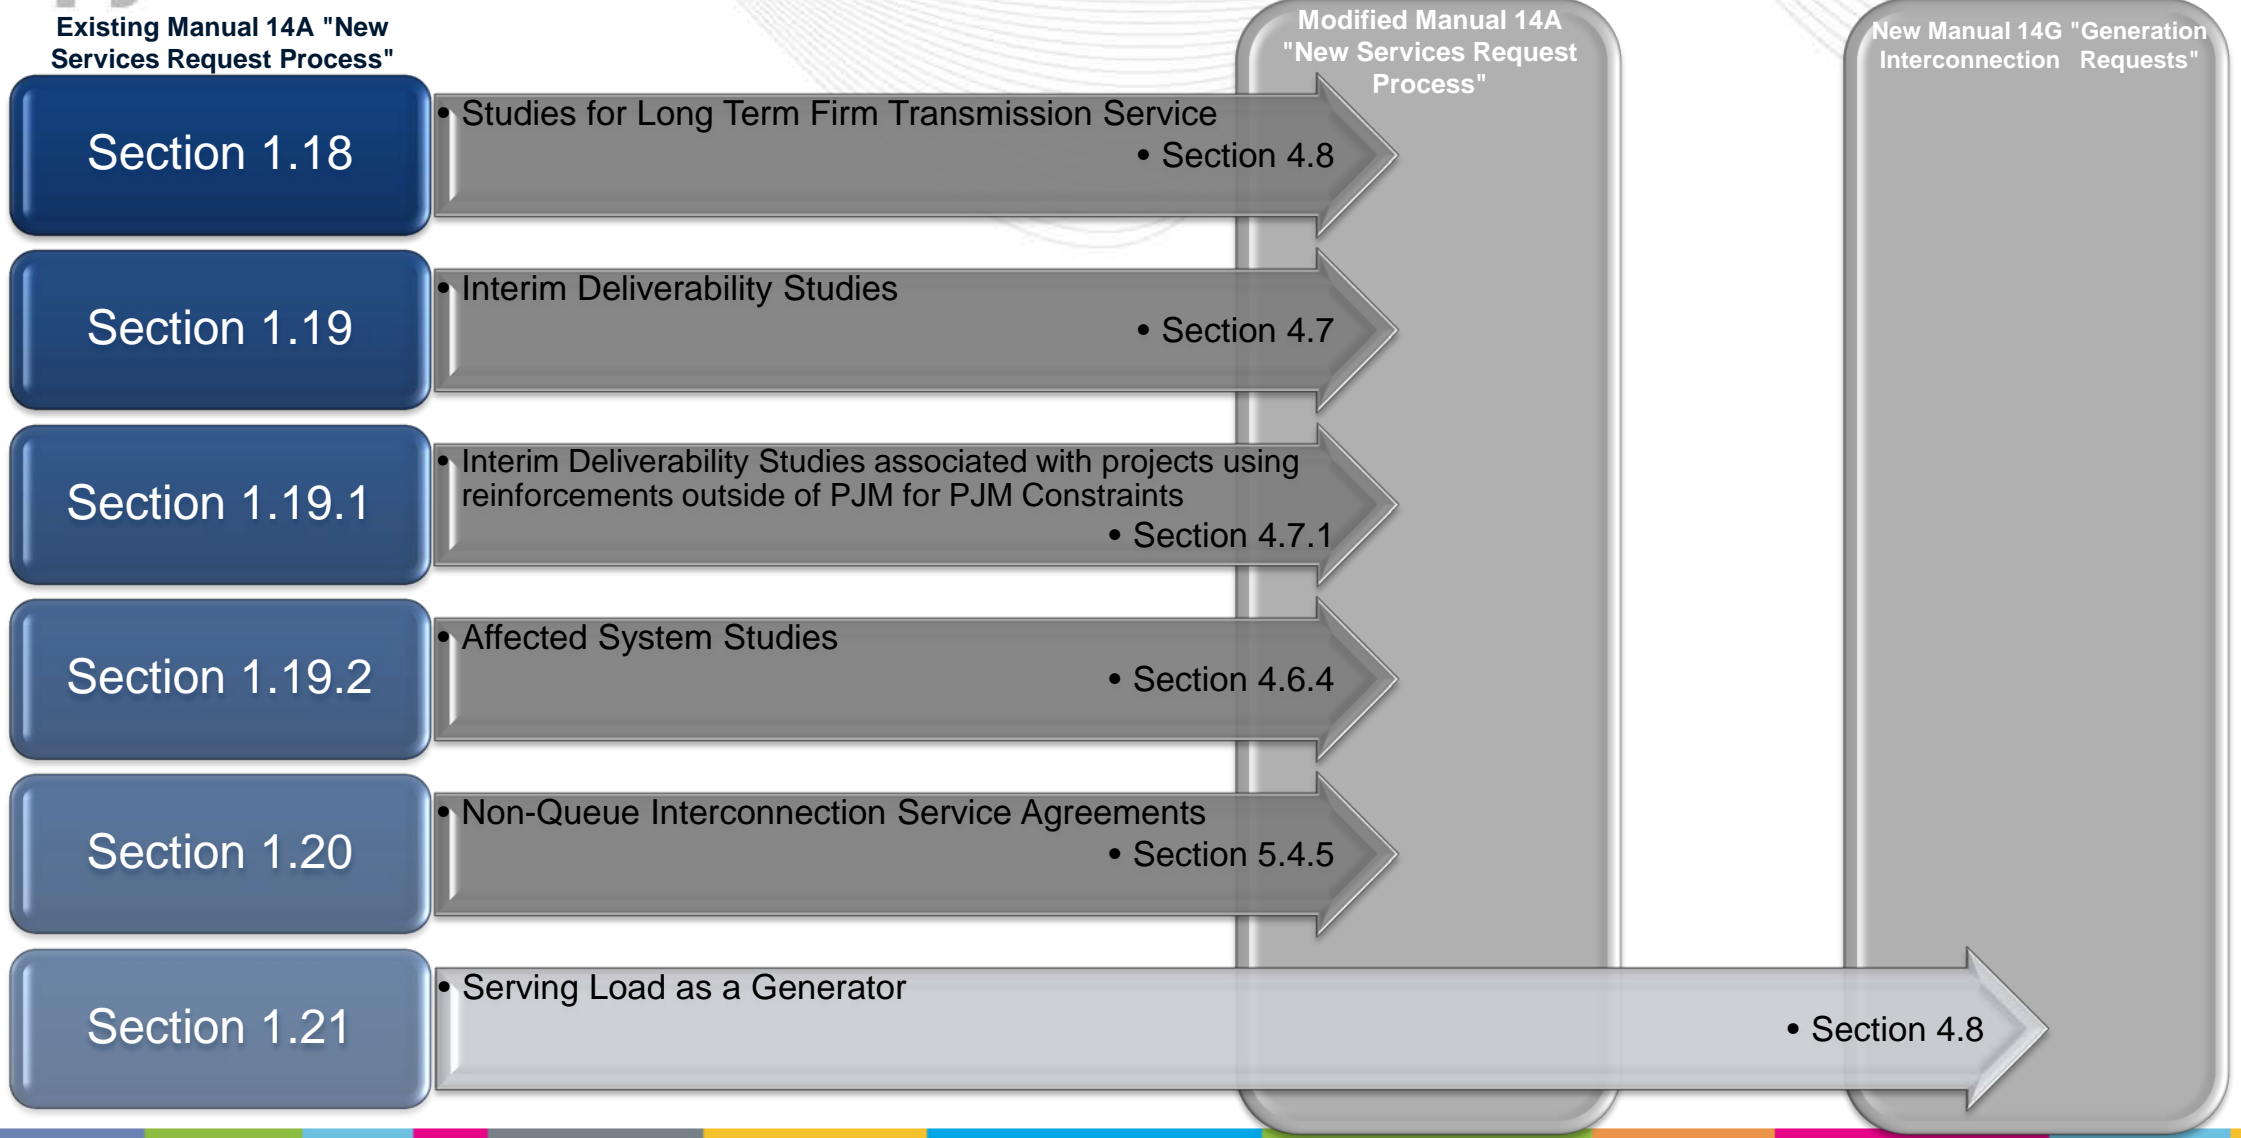 Existing Manual 14A "New
Services Request Process"
Modified Manual 14A
"New Services Request
Process"
New Manual 14G "Generation
Interconnection Requests"
Section 1.18
• Studies for Long Term Firm Transmission Service
• Section 4.8
Section 1.19
• Interim Deliverability Studies
• Section 4.7
Section 1.19.1
• Interim Deliverability Studies associated with projects using
reinforcements outside of PJM for PJM Constraints
• Section 4.7.1
Section 1.19.2
• Affected System Studies
• Section 4.6.4
Section 1.20
• Non-Queue Interconnection Service Agreements
• Section 5.4.5
Section 1.21
• Serving Load as a Generator
• Section 4.8